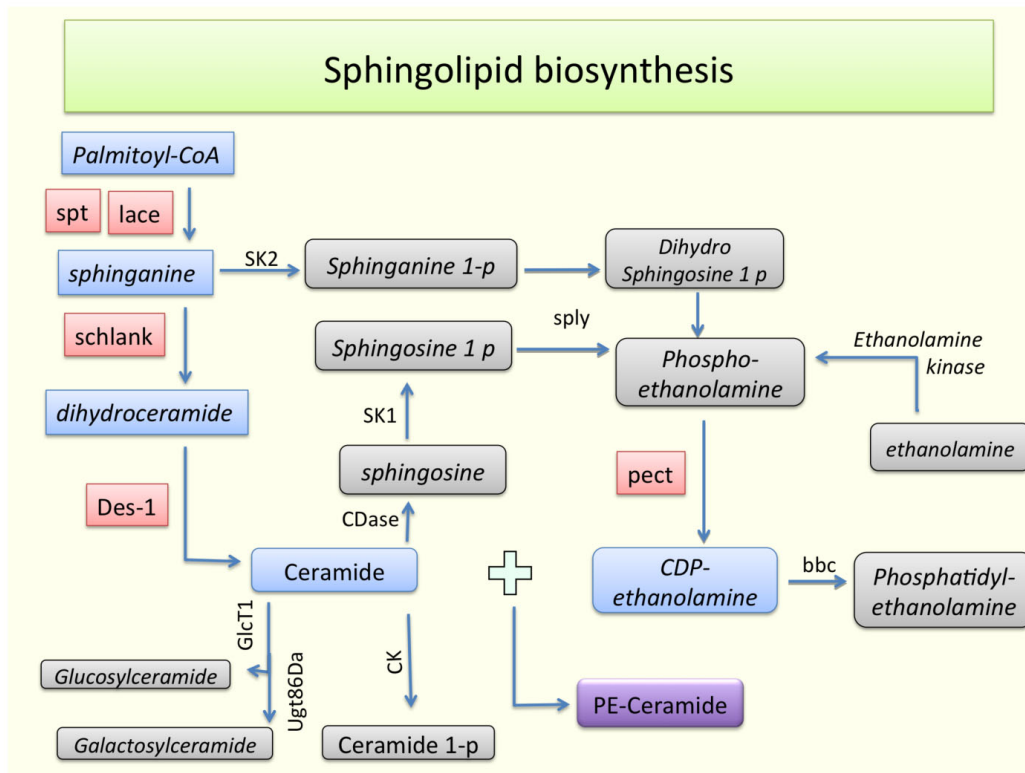 Sphingolipid biosynthesis
Palmitoyl-CoA
spt
lace
sphinganine
SK2
Sphinganine 1-p
Dihydro
Sphingosine 1 p
schlank
Sphingosine 1 p
sply
Phospho-
ethanolamine
Ethanolamine
kinase
dihydroceramide
SK1
ethanolamine
sphingosine
pect
Des-1
CDase
Ceramide
CDP-
ethanolamine
bbc
Phosphatidyl-
ethanolamine
GlcT1
Ugt86Da
CK
Glucosylceramide
PE-Ceramide
Galactosylceramide
Ceramide 1-p